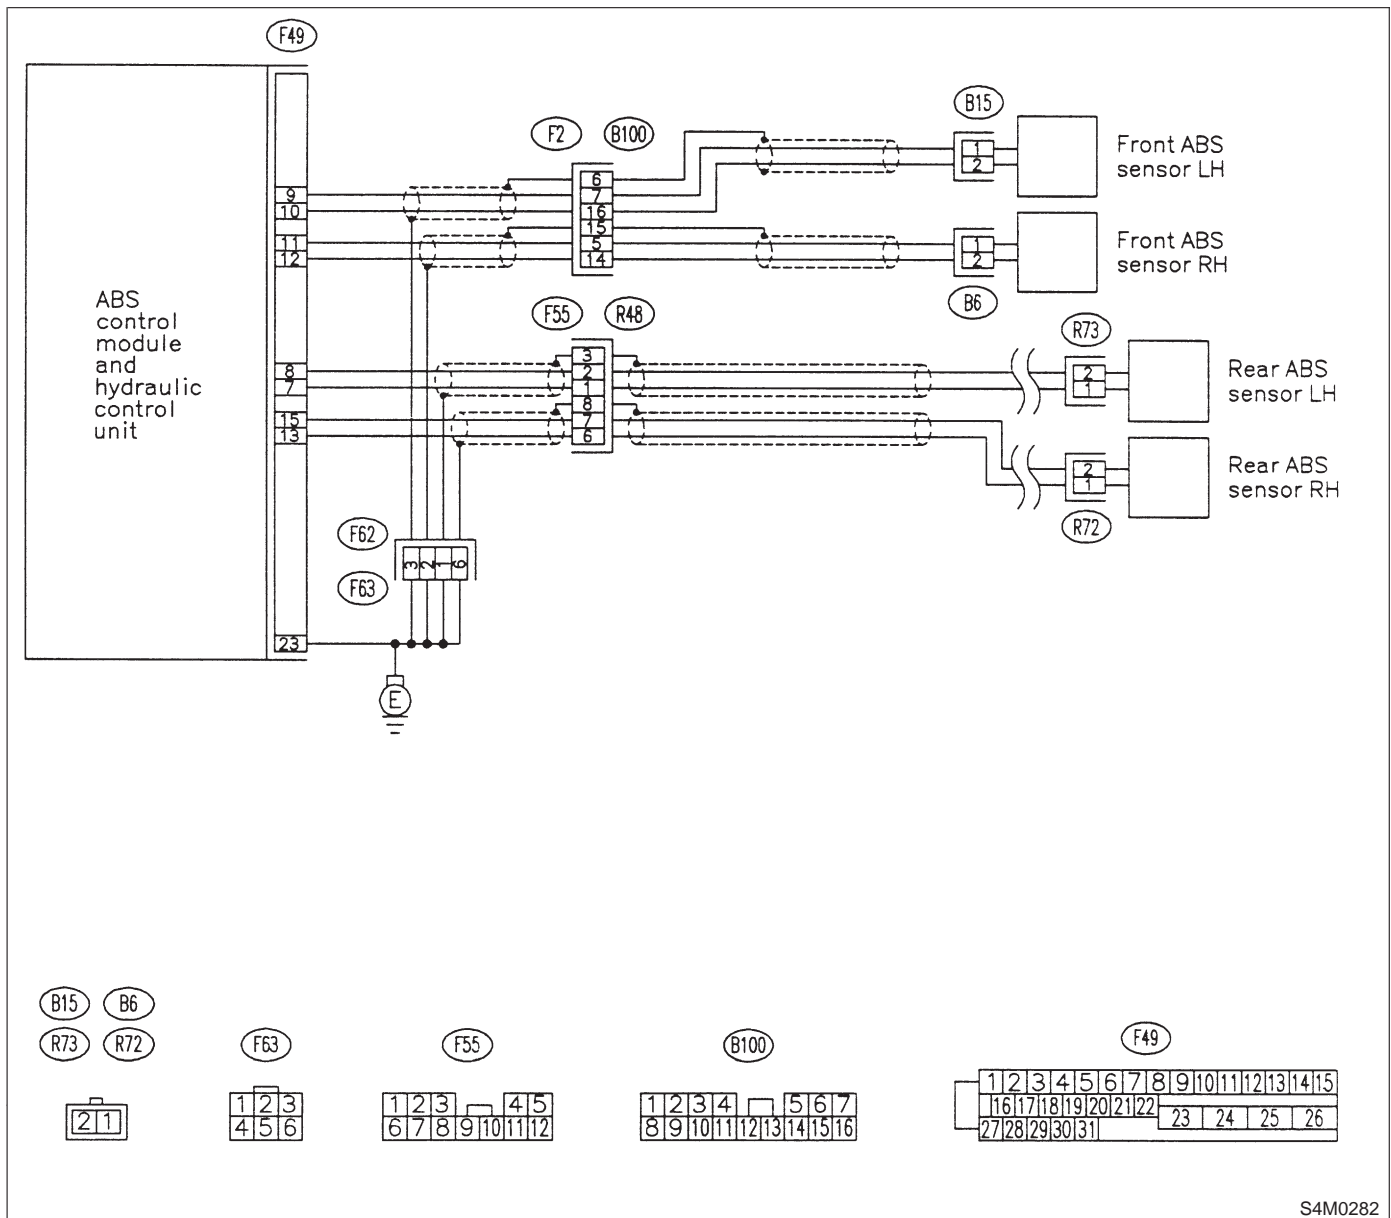 F49
B15
F2 B100
Front ABS
sensor LH
1
2
6
7
16
15
5
14
9
10
11
12
Front ABS
sensor RH
1
2
B6
ABS
control
module
and
hydraulic
control
unit
F55 R48
R73
3
2
1
8
7
6
8
7
15
13
2
1
Rear ABS
sensor LH
2
1
Rear ABS
sensor RH
R72
F62
3 2 1 6
F63
23
E
B15 B6
R73 R72
2 1
F63
1 2 3
4 5 6
F55
1 2 3 4 5
6 7 8 9 10 11 12
B100
1 2 3 4 5 6 7
8 9 10 11 12 13 14 15 16
F49
1 2 3 4 5 6 7 8 9 10 11 12 13 14 15
16 17 18 19 20 21 22
23 24 25 26
27 28 29 30 31
S4M0282